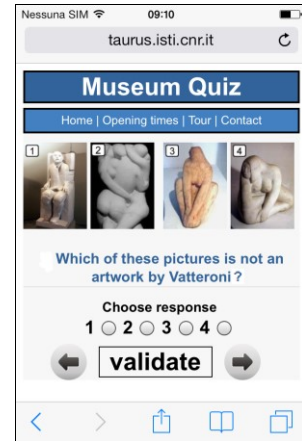 Nessuna SIM 09:10
taurus.isti.cnr.it
Museum Quiz
Home | Opening times | Tour | Contact
1 2 3 4
Which of these pictures is not an
artwork by Vatteroni ?
Choose response
1 2 3 4
validate